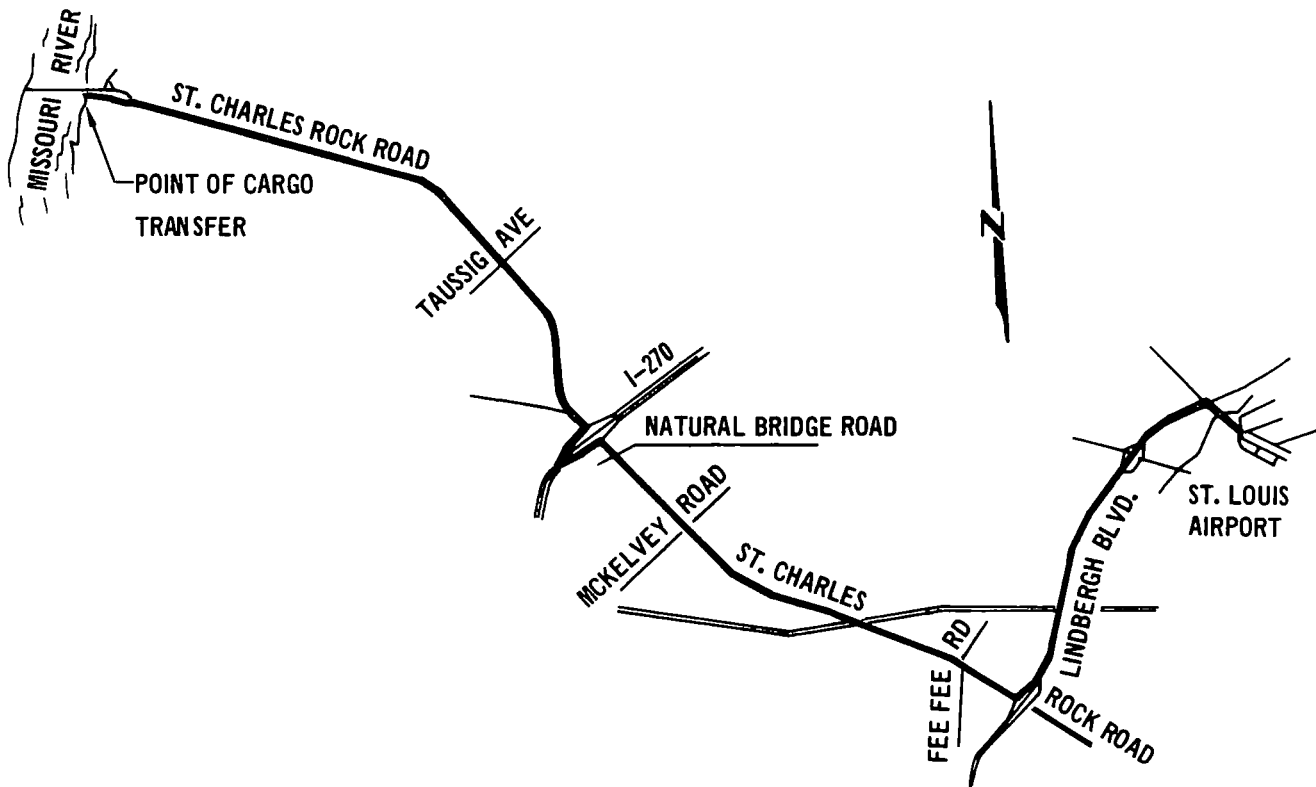 MISSOURI RIVER
ST. CHARLES ROCK ROAD
POINT OF CARGO
TRANSFER
TAUSSIG AVE
N
I-270
NATURAL BRIDGE ROAD
MCKELVEY ROAD
ST. CHARLES
ROCK ROAD
FEE FEE RD
LINDBERGH BLVD.
ST. LOUIS
AIRPORT